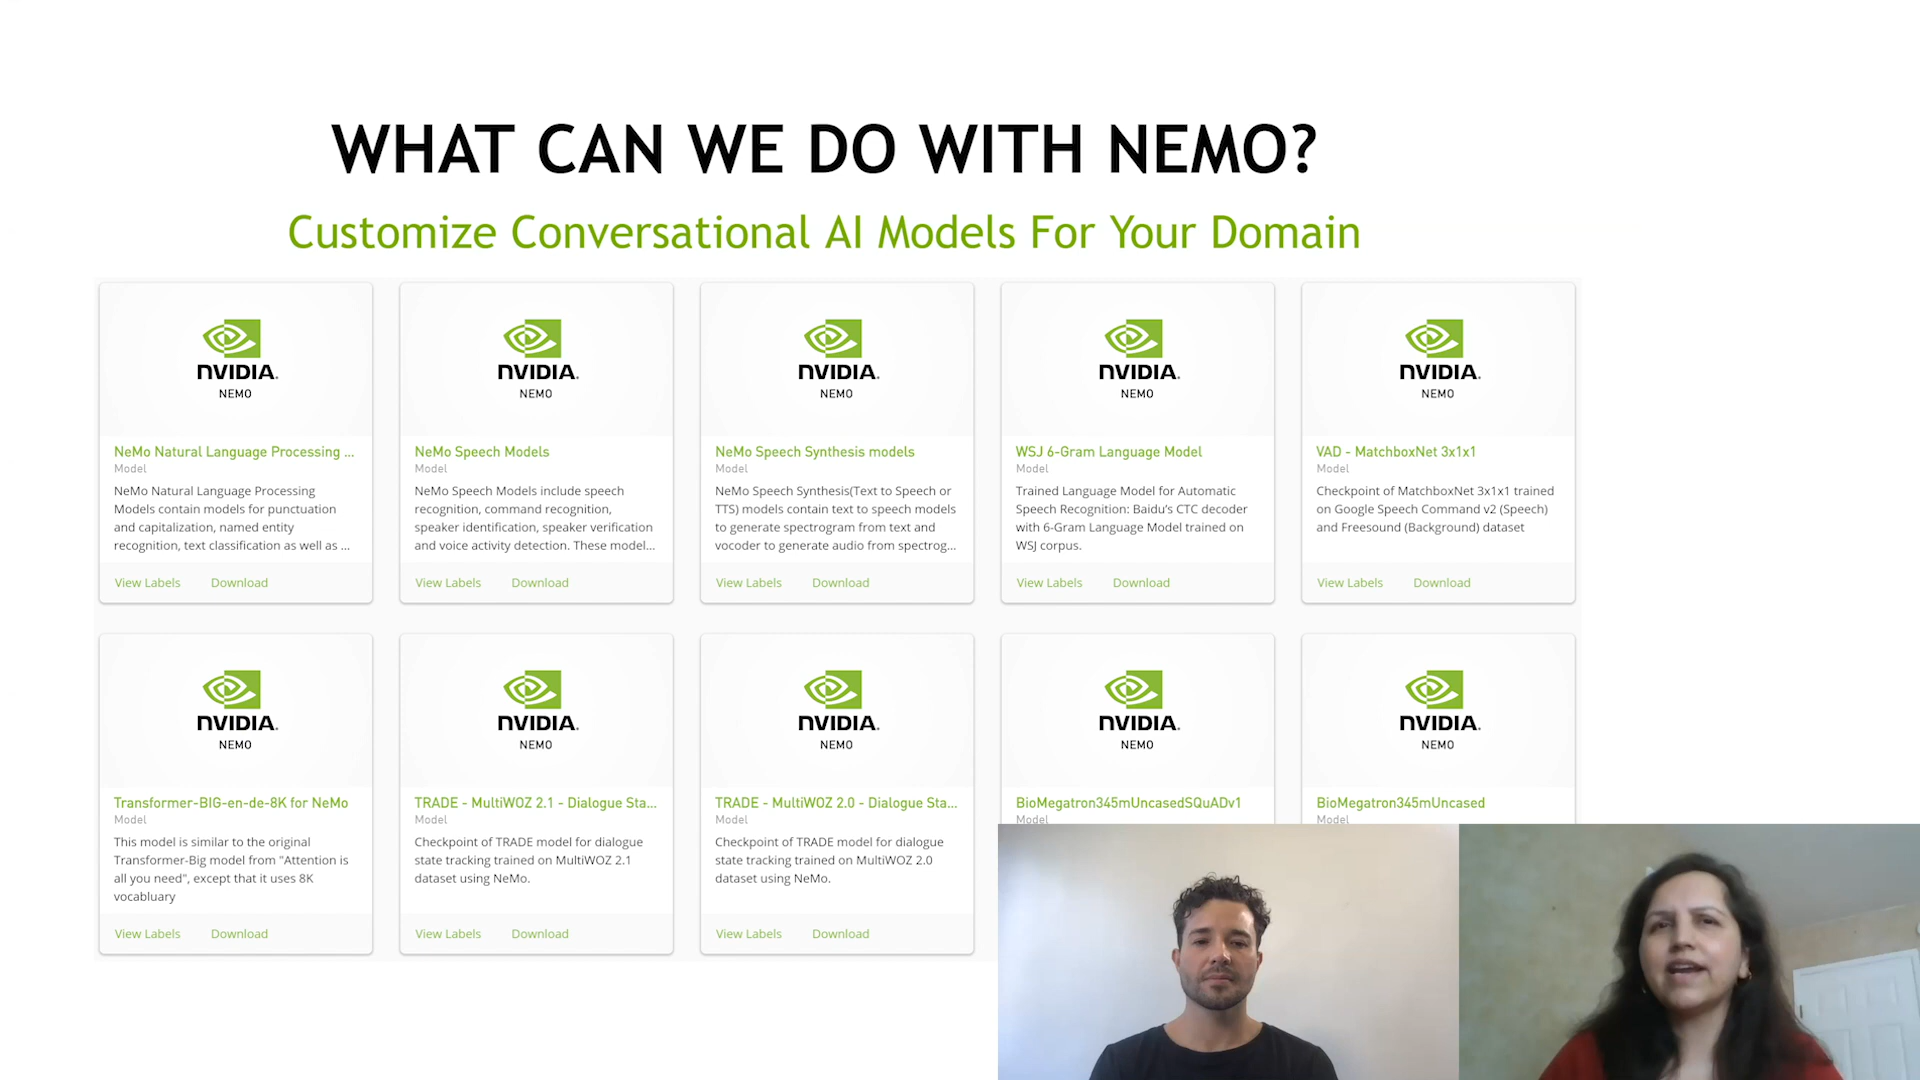 WHAT CAN WE DO WITH NEMO?
Customize Conversational AI Models For Your Domain
NVIDIA.
NEMO
NeMo Natural Language Processing ...
Model
NeMo Natural Language Processing
Models contain models for punctuation
and capitalization, named entity
recognition, text classification as well as ...
View Labels Download
NVIDIA.
NEMO
NeMo Speech Models
Model
NeMo Speech Models include speech
recognition, command recognition,
speaker identification, speaker verification
and voice activity detection. These model...
View Labels Download
NVIDIA.
NEMO
NeMo Speech Synthesis models
Model
NeMo Speech Synthesis(Text to Speech or
TTS) models contain text to speech models
to generate spectrogram from text and
vocoder to generate audio from spectrog...
View Labels Download
NVIDIA.
NEMO
WSJ 6-Gram Language Model
Model
Trained Language Model for Automatic
Speech Recognition: Baidu's CTC decoder
with 6-Gram Language Model trained on
WSJ corpus.
View Labels Download
NVIDIA.
NEMO
VAD - MatchboxNet 3x1x1
Model
Checkpoint of MatchboxNet 3x1x1 trained
on Google Speech Command v2 (Speech)
and Freesound (Background) dataset
View Labels Download
NVIDIA.
NEMO
Transformer-BIG-en-de-8K for NeMo
Model
This model is similar to the original
Transformer-Big model from "Attention is
all you need", except that it uses 8K
vocabluary
View Labels Download
NVIDIA.
NEMO
TRADE - MultiWOZ 2.1 - Dialogue Sta...
Model
Checkpoint of TRADE model for dialogue
state tracking trained on MultiWOZ 2.1
dataset using NeMo.
View Labels Download
NVIDIA.
NEMO
TRADE - MultiWOZ 2.0 - Dialogue Sta...
Model
Checkpoint of TRADE model for dialogue
state tracking trained on MultiWOZ 2.0
dataset using NeMo.
View Labels Download
NVIDIA.
NEMO
BioMegatron345mUncasedSQuADv1
Model
NVIDIA.
NEMO
BioMegatron345mUncased
Model